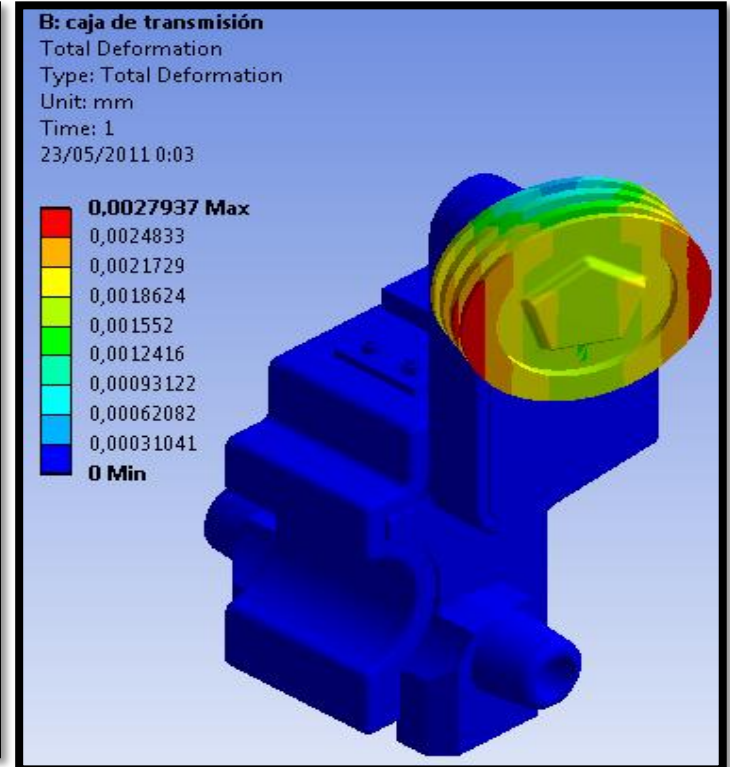 B: caja de transmisión
Total Deformation
Type: Total Deformation
Unit: mm
Time: 1
23/05/2011 0:03
0,0027937 Max
0,0024833
0,0021729
0,0018624
0,001552
0,0012416
0,00093122
0,00062082
0,00031041
0 Min